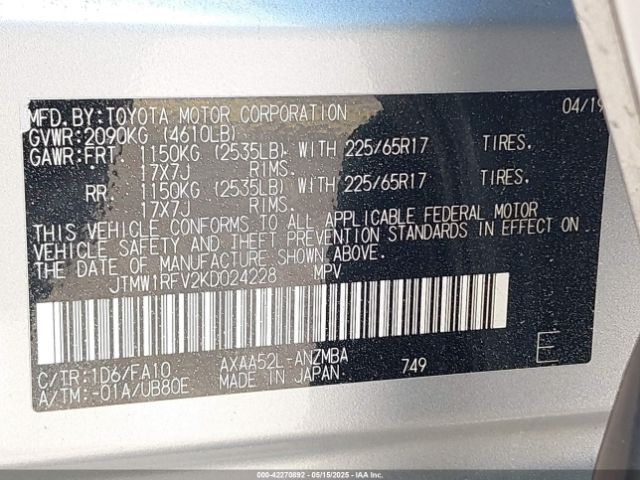 MFD.BY:TOYOTA MOTOR CORPORATION 04/19
GVWR:2090KG (4610LB)
GAWR:FRT 1150KG (2535LB) WITH 225/65R17 TIRES.
17X7J RIMS.
RR 1150KG (2535LB) WITH 225/65R17 TIRES.
17X7J RIMS.
THIS VEHICLE CONFORMS TO ALL APPLICABLE FEDERAL MOTOR
VEHICLE SAFETY AND THEFT PREVENTION STANDARDS IN EFFECT ON
THE DATE OF MANUFACTURE SHOWN ABOVE.
JTMW1RFV2KD024228 MPV
C/TR:1D6/FA10 AXAA52L-ANZMBA 749 E
A/TM:-01A/UB80E MADE IN JAPAN
000-42270892 - 05/15/2025 - Copyright IAA, LLC